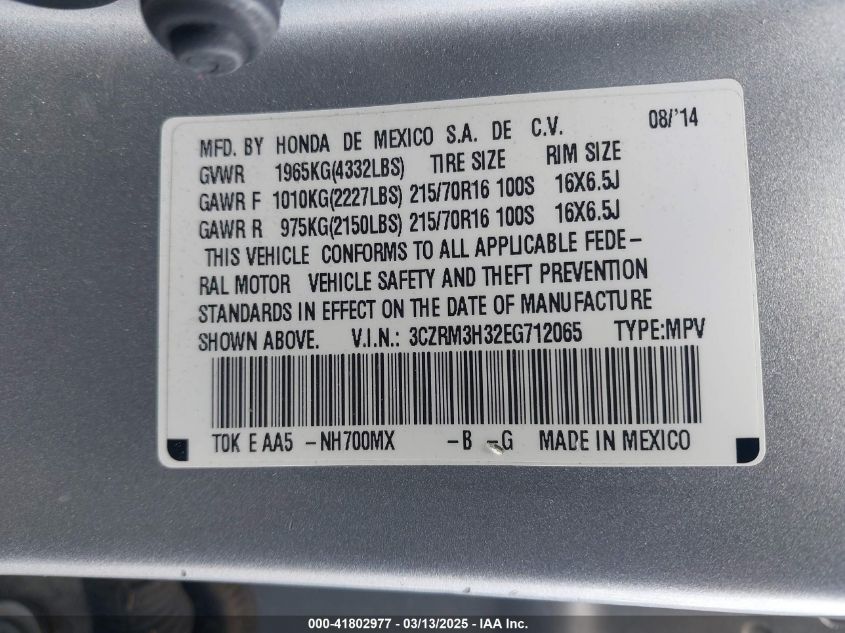 MFD. BY HONDA DE MEXICO S.A. DE C.V. 08/'14
GVWR 1965KG(4332LBS) TIRE SIZE RIM SIZE
GAWR F 1010KG(2227LBS) 215/70R16 100S 16X6.5J
GAWR R 975KG(2150LBS) 215/70R16 100S 16X6.5J
THIS VEHICLE CONFORMS TO ALL APPLICABLE FEDE-
RAL MOTOR VEHICLE SAFETY AND THEFT PREVENTION
STANDARDS IN EFFECT ON THE DATE OF MANUFACTURE
SHOWN ABOVE. V.I.N.: 3CZRM3H32EG712065 TYPE:MPV
T0K E AA5 -NH700MX -B -G MADE IN MEXICO
000-41802977 - 03/13/2025 - IAA Inc.